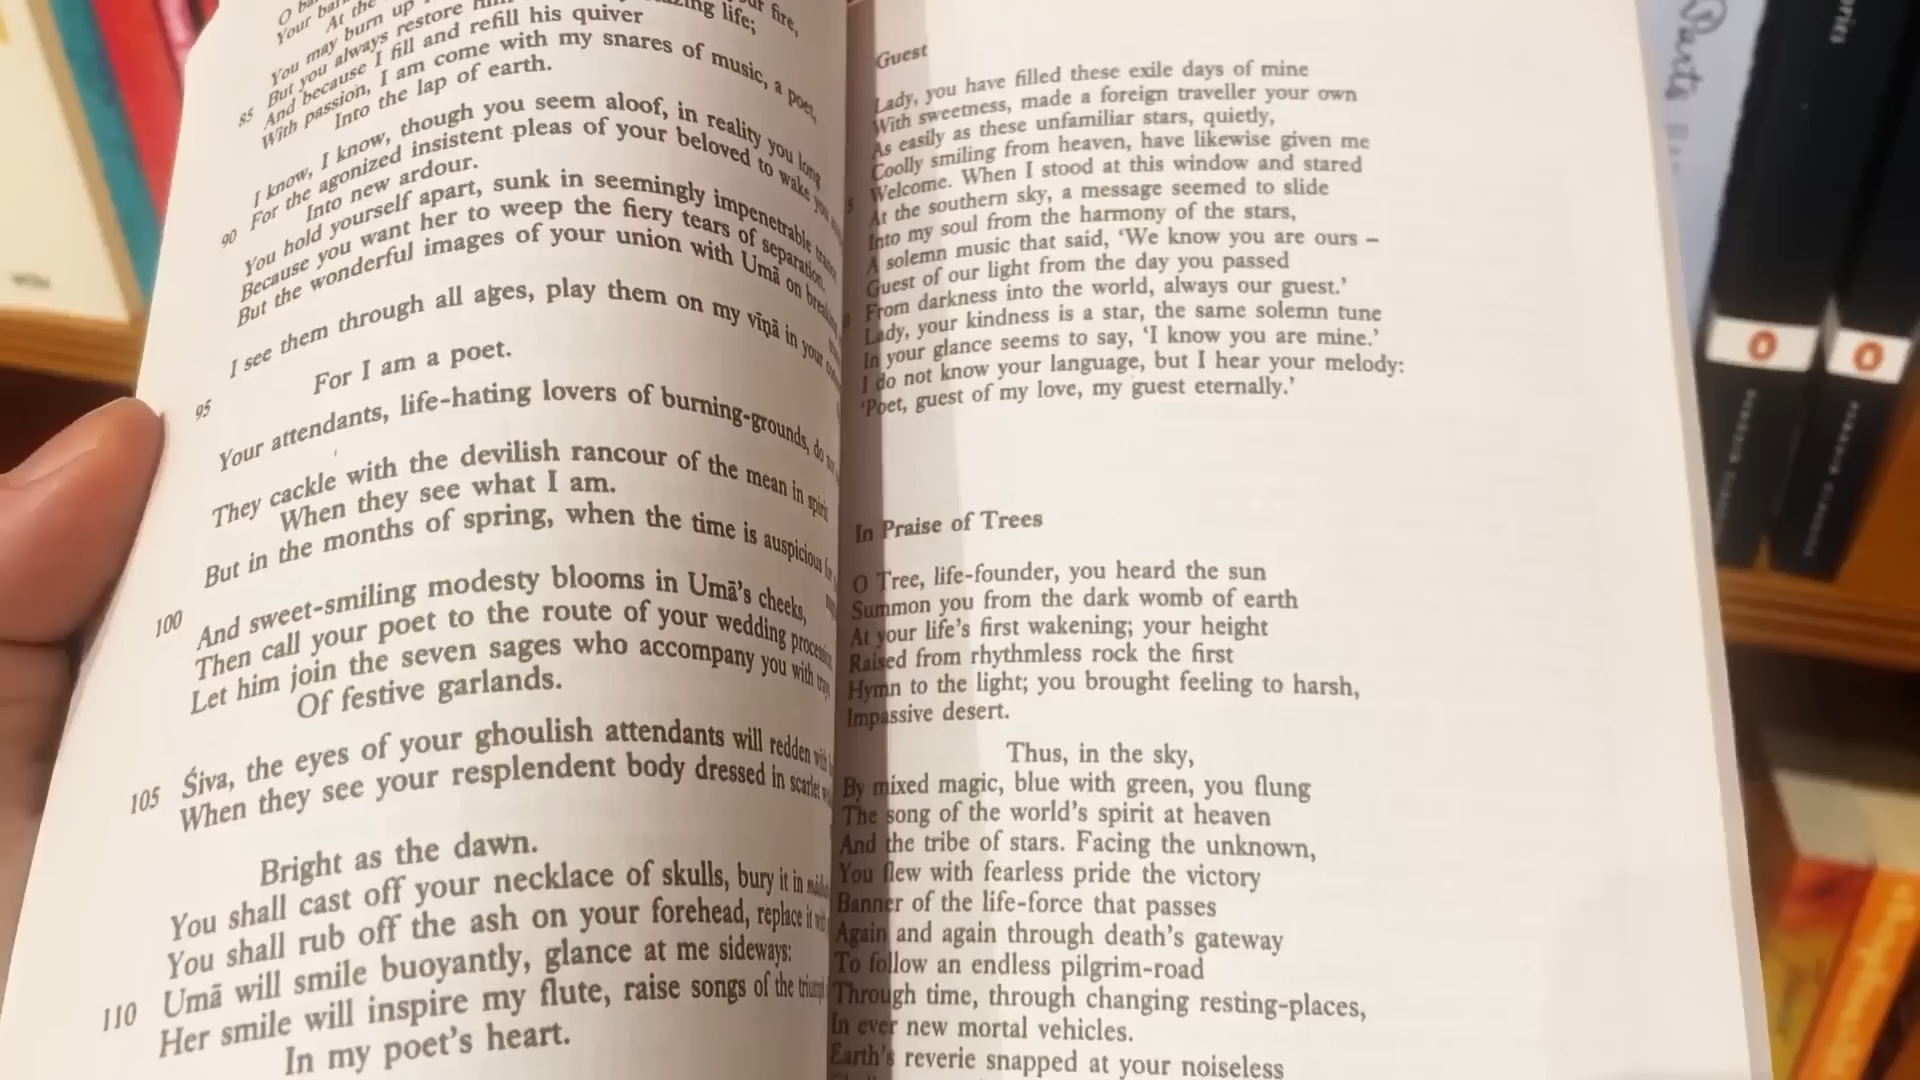 O
Your
At the
fire,
You may burn up
life;
But you always restore
85
And because I fill and refill his quiver
With passion, I am come with my snares of music, a poet,
Into the lap of earth.
I know, I know, though you seem aloof, in reality you long
For the agonized insistent pleas of your beloved to wake you
Into new ardour.
90
You hold yourself apart, sunk in seemingly impenetrable
Because you want her to weep the fiery tears of separation.
But the wonderful images of your union with Umā on
I see them through all ages, play them on my vīṇā in your
For I am a poet.
95
Your attendants, life-hating lovers of burning-grounds, do
They cackle with the devilish rancour of the mean in spirit
When they see what I am.
But in the months of spring, when the time is auspicious for
100
And sweet-smiling modesty blooms in Umā's cheeks,
Then call your poet to the route of your wedding
Let him join the seven sages who accompany you with
Of festive garlands.
105 Śiva, the eyes of your ghoulish attendants will redden with
When they see your resplendent body dressed in scarlet
Bright as the dawn.
You shall cast off your necklace of skulls, bury it in
You shall rub off the ash on your forehead, replace it with
110 Umā will smile buoyantly, glance at me sideways:
Her smile will inspire my flute, raise songs of the
In my poet's heart.
Guest
Lady, you have filled these exile days of mine
With sweetness, made a foreign traveller your own
As easily as these unfamiliar stars, quietly,
Coolly smiling from heaven, have likewise given me
5 Welcome. When I stood at this window and stared
At the southern sky, a message seemed to slide
Into my soul from the harmony of the stars,
A solemn music that said, ‘We know you are ours –
Guest of our light from the day you passed
From darkness into the world, always our guest.’
Lady, your kindness is a star, the same solemn tune
In your glance seems to say, ‘I know you are mine.’
I do not know your language, but I hear your melody:
‘Poet, guest of my love, my guest eternally.’
In Praise of Trees
O Tree, life-founder, you heard the sun
Summon you from the dark womb of earth
At your life's first wakening; your height
Raised from rhythmless rock the first
Hymn to the light; you brought feeling to harsh,
Impassive desert.
Thus, in the sky,
By mixed magic, blue with green, you flung
The song of the world's spirit at heaven
And the tribe of stars. Facing the unknown,
You flew with fearless pride the victory
Banner of the life-force that passes
Again and again through death's gateway
To follow an endless pilgrim-road
Through time, through changing resting-places,
In ever new mortal vehicles.
Earth's reverie snapped at your noiseless